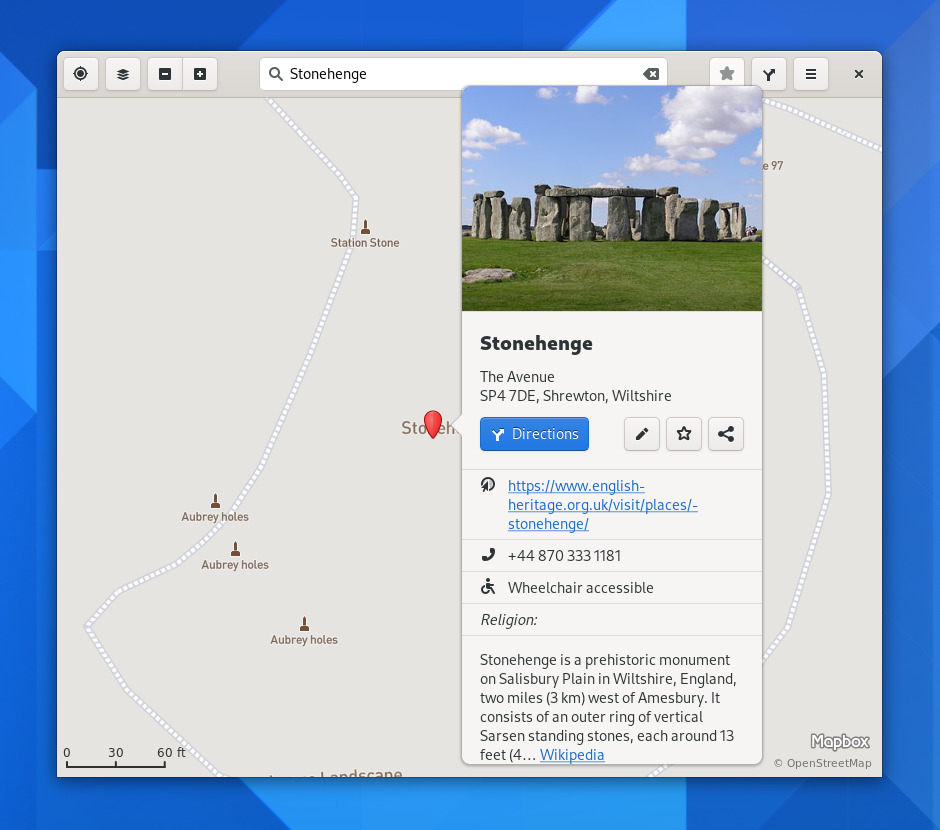 Stonehenge
97
Station Stone
Stonehenge
The Avenue
SP4 7DE, Shrewton, Wiltshire
Directions
https://www.english-
heritage.org.uk/visit/places/-
stonehenge/
Aubrey holes
Aubrey holes
+44 870 333 1181
Wheelchair accessible
Religion:
Aubrey holes
Stonehenge is a prehistoric monument
on Salisbury Plain in Wiltshire, England,
two miles (3 km) west of Amesbury. It
consists of an outer ring of vertical
Sarsen standing stones, each around 13
feet (4… Wikipedia
0 30 60 ft
Mapbox
© OpenStreetMap
Landscape